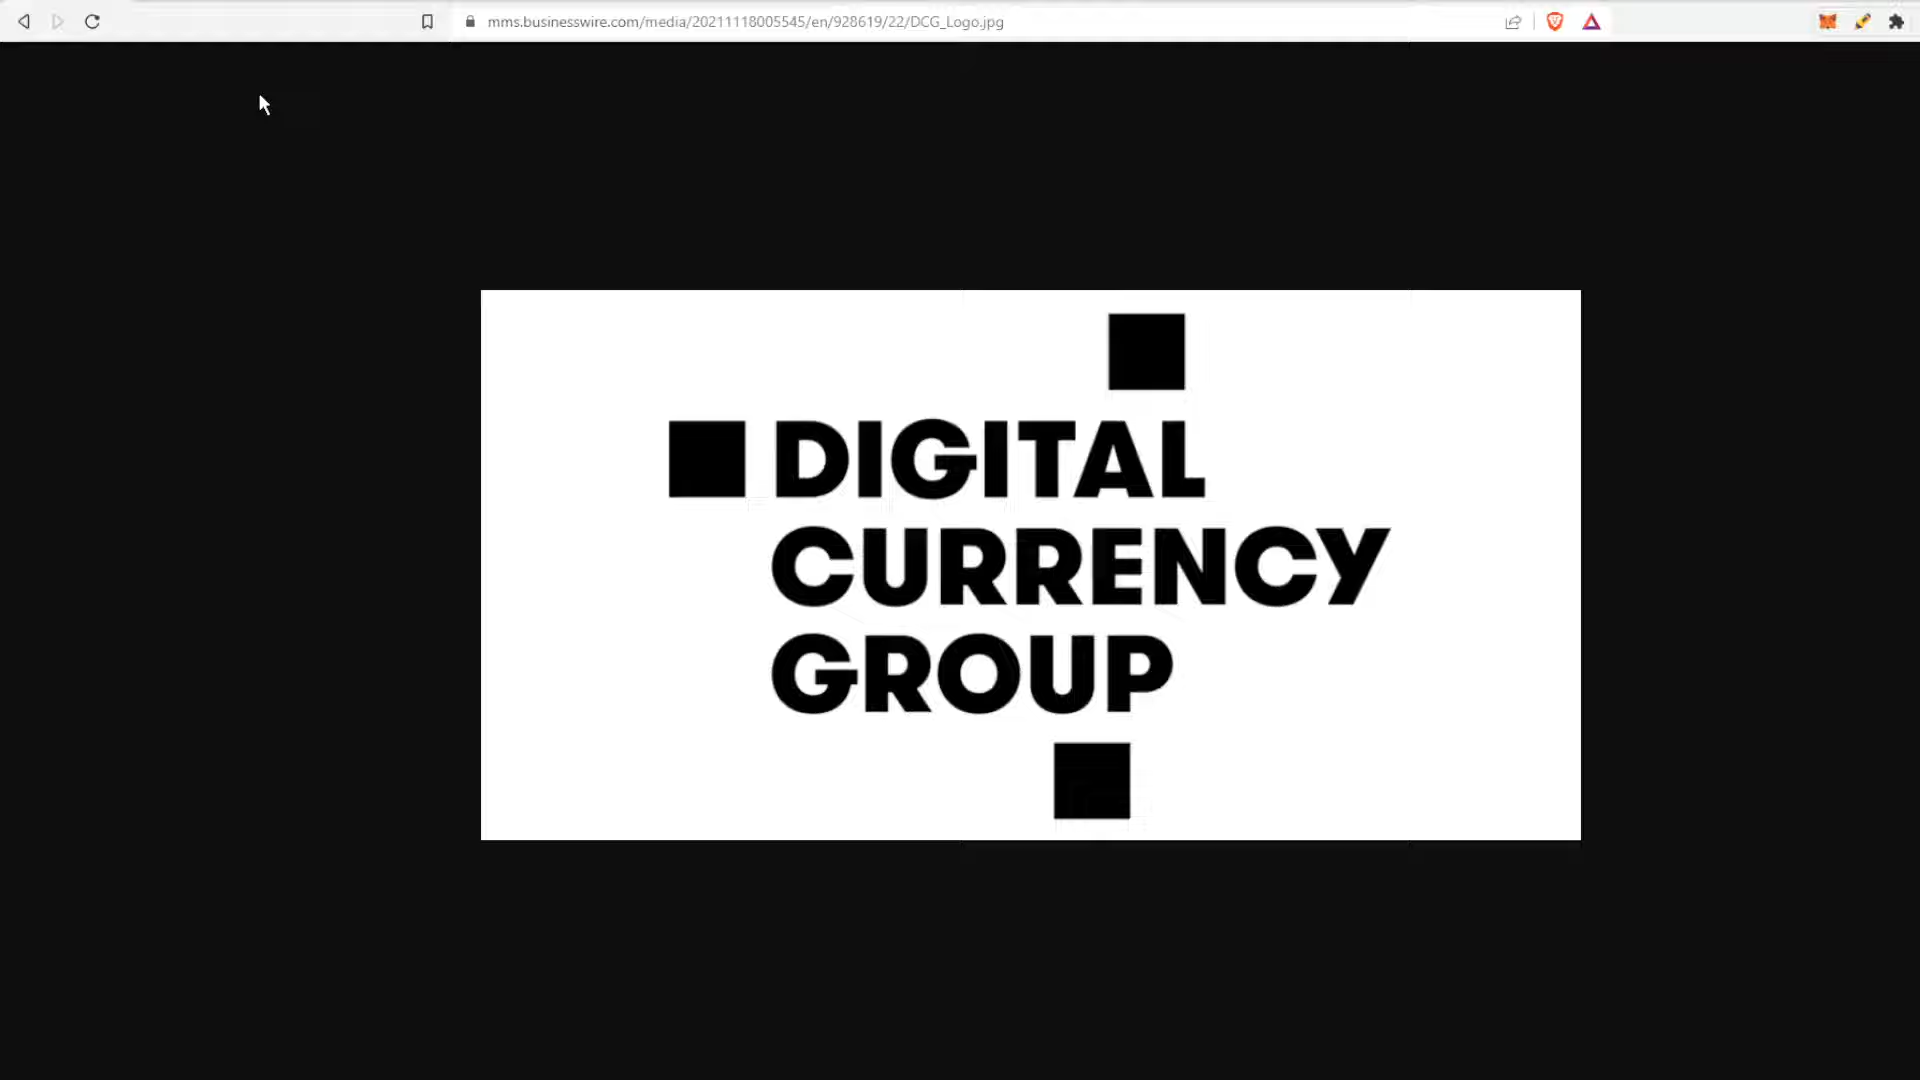 mms.businesswire.com/media/20211118005545/en/928619/22/DCG_Logo.jpg
DIGITAL
CURRENCY
GROUP